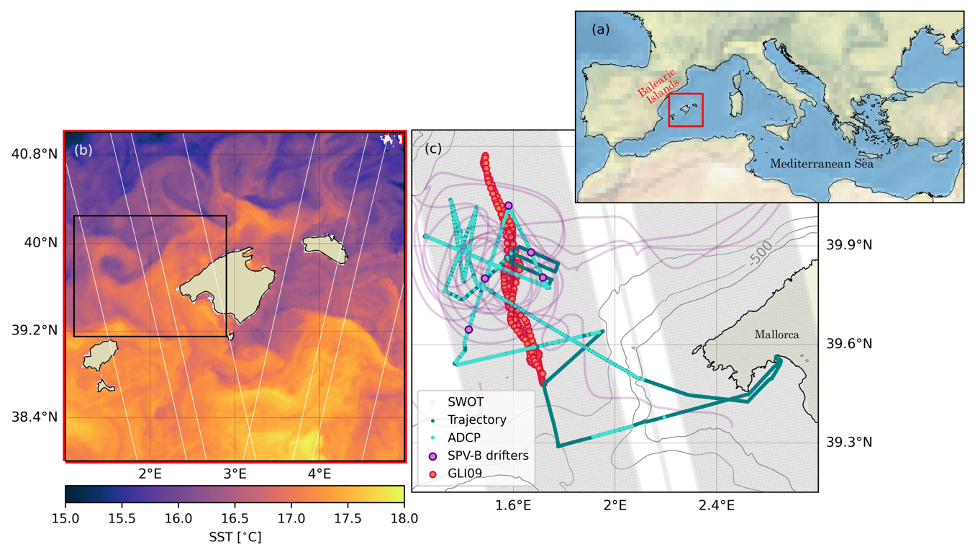 (a)
Balearic
Islands
Mediterranean Sea
(b)
40.8°N
40°N
39.2°N
38.4°N
2°E
3°E
4°E
15.0
15.5
16.0
16.5
17.0
17.5
18.0
SST [°C]
(c)
-500
Mallorca
39.9°N
39.6°N
39.3°N
SWOT
Trajectory
ADCP
SPV-B drifters
GLI09
1.6°E
2°E
2.4°E